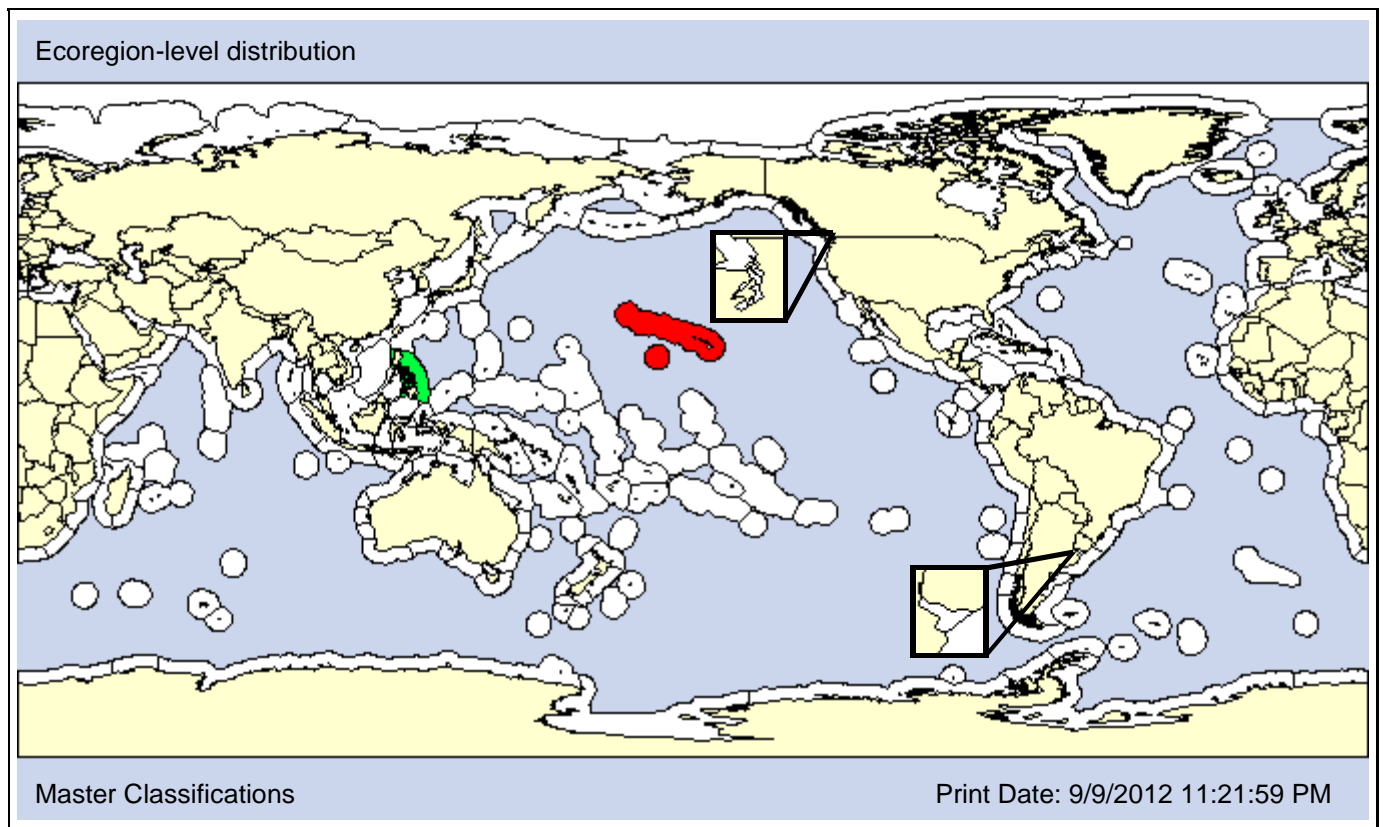 Ecoregion-level distribution
Master Classifications
Print Date: 9/9/2012 11:21:59 PM